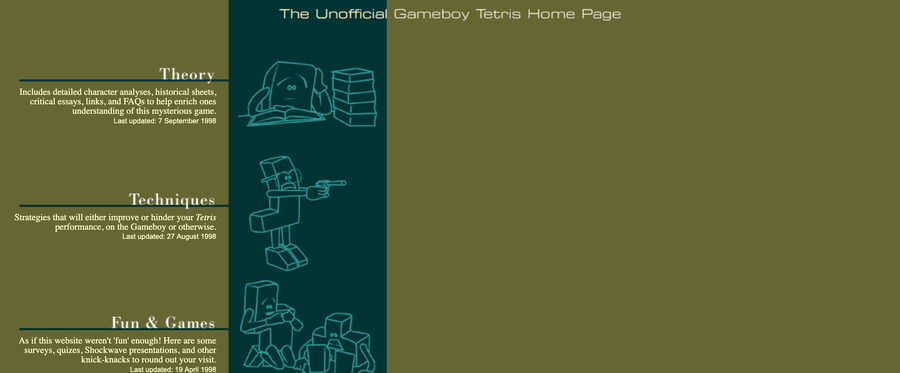 The Unofficial Gameboy Tetris Home Page
Theory
Includes detailed character analyses, historical sheets,
critical essays, links, and FAQs to help enrich ones
understanding of this mysterious game.
Last updated: 7 September 1998
Techniques
Strategies that will either improve or hinder your Tetris
performance, on the Gameboy or otherwise.
Last updated: 27 August 1998
Fun & Games
As if this website weren't 'fun' enough! Here are some
surveys, quizes, Shockwave presentations, and other
knick-knacks to round out your visit.
Last updated: 19 April 1998